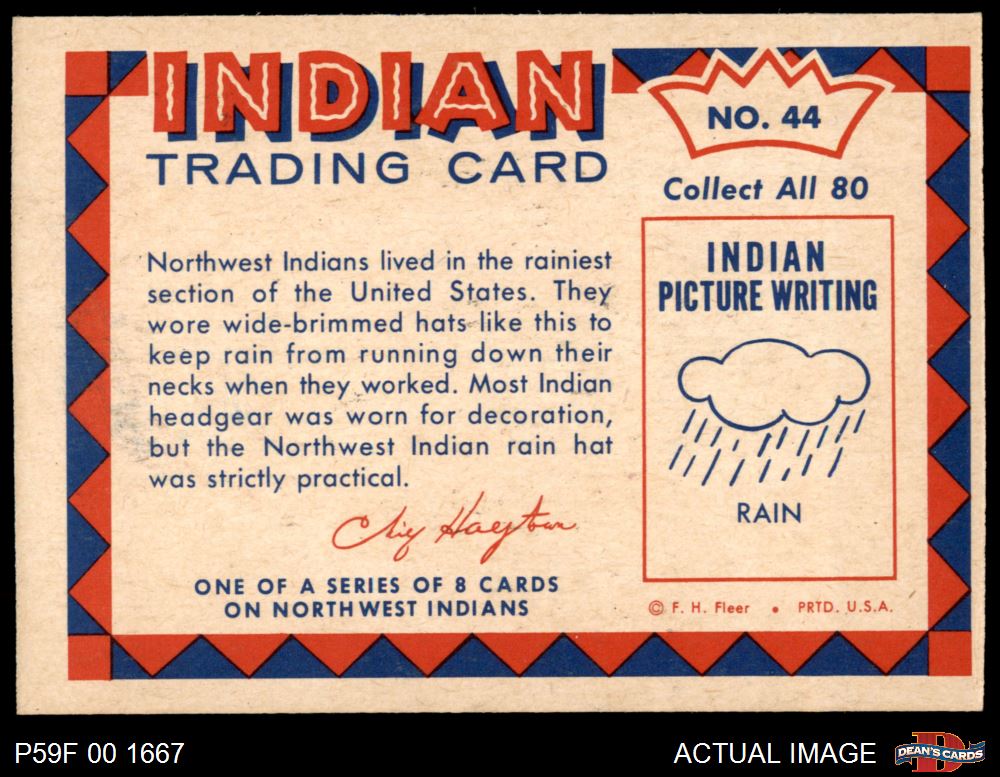 INDIAN
TRADING CARD
NO. 44
Collect All 80
Northwest Indians lived in the rainiest
section of the United States. They
wore wide-brimmed hats like this to
keep rain from running down their
necks when they worked. Most Indian
headgear was worn for decoration,
but the Northwest Indian rain hat
was strictly practical.
Chief Hagstrom
ONE OF A SERIES OF 8 CARDS
ON NORTHWEST INDIANS
INDIAN
PICTURE WRITING
RAIN
© F. H. Fleer • PRTD. U.S.A.
P59F 00 1667
ACTUAL IMAGE
D
DEAN'S CARDS